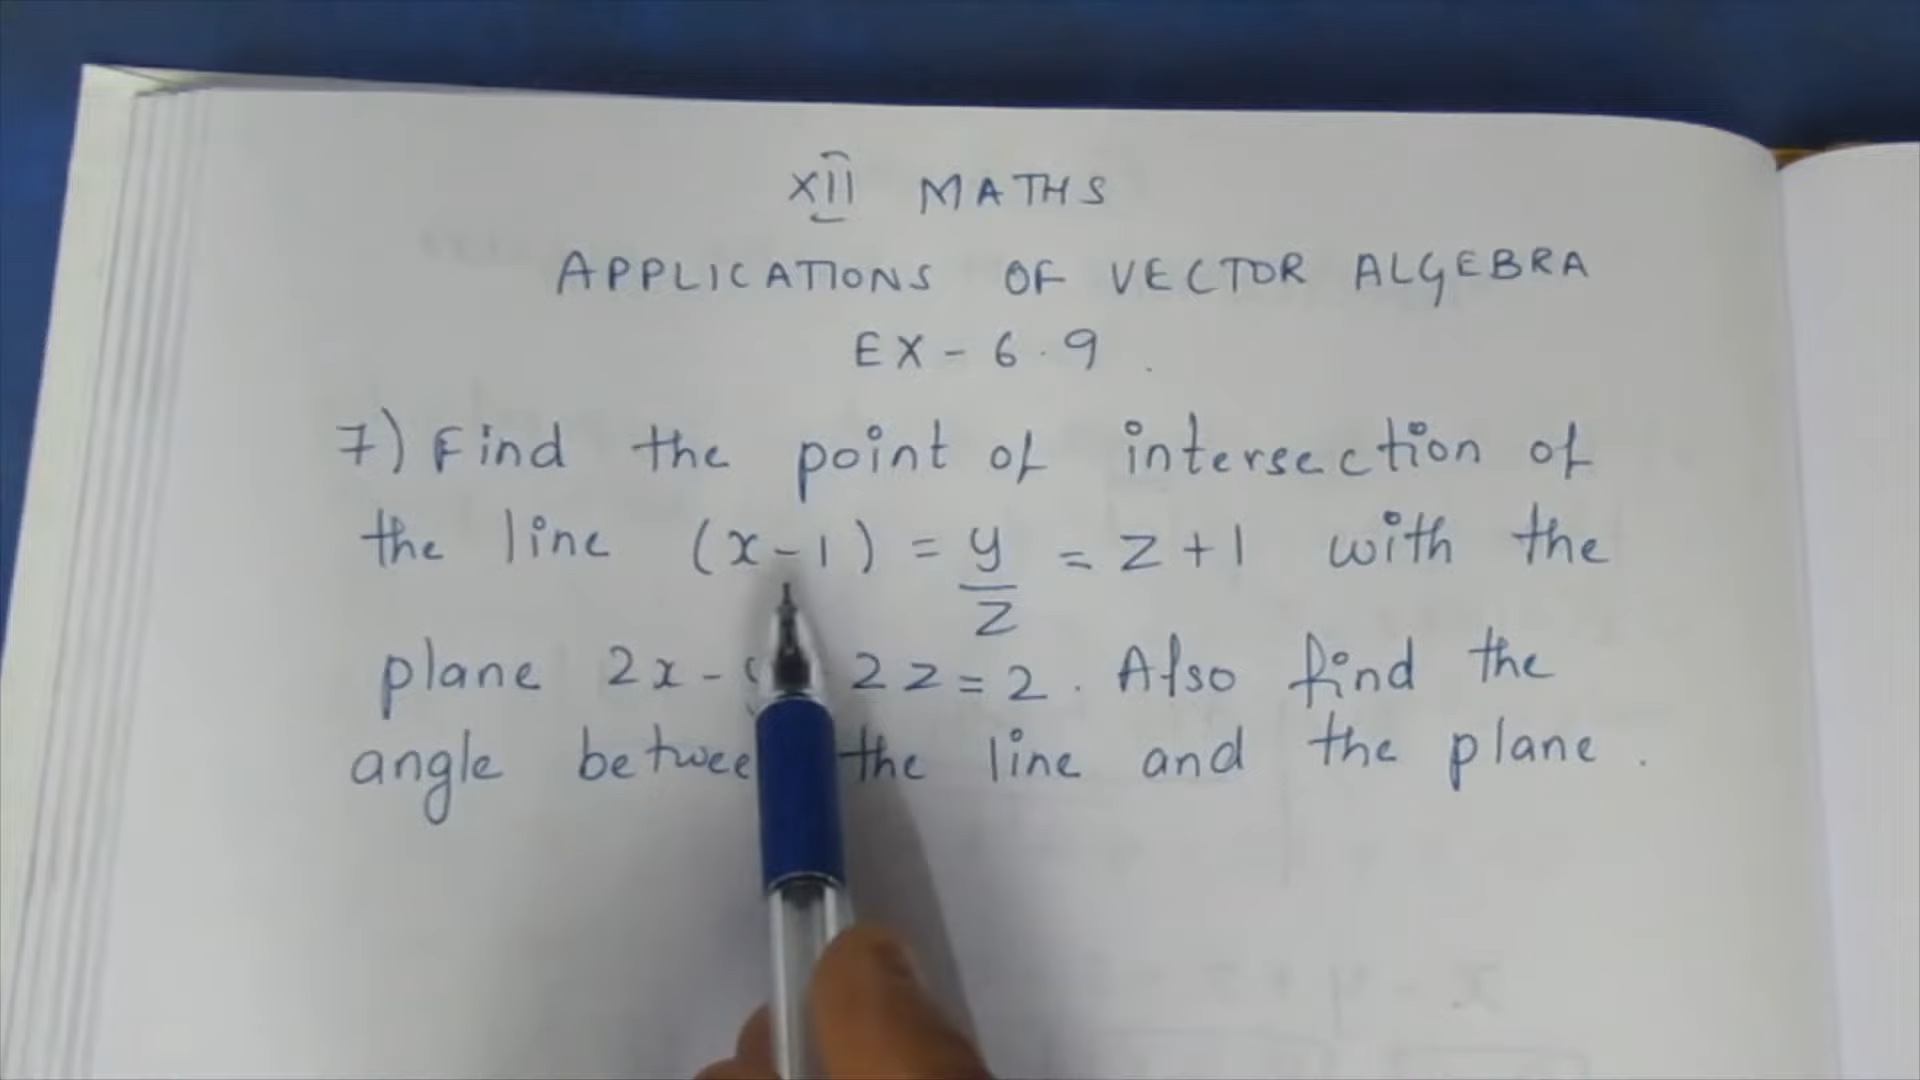 XII MATHS
APPLICATIONS OF VECTOR ALGEBRA
EX - 6.9
7) Find the point of intersection of
the line (x-1) = y/2 = z+1 with the
plane 2x - 2z = 2. Also find the
angle the line and the plane.